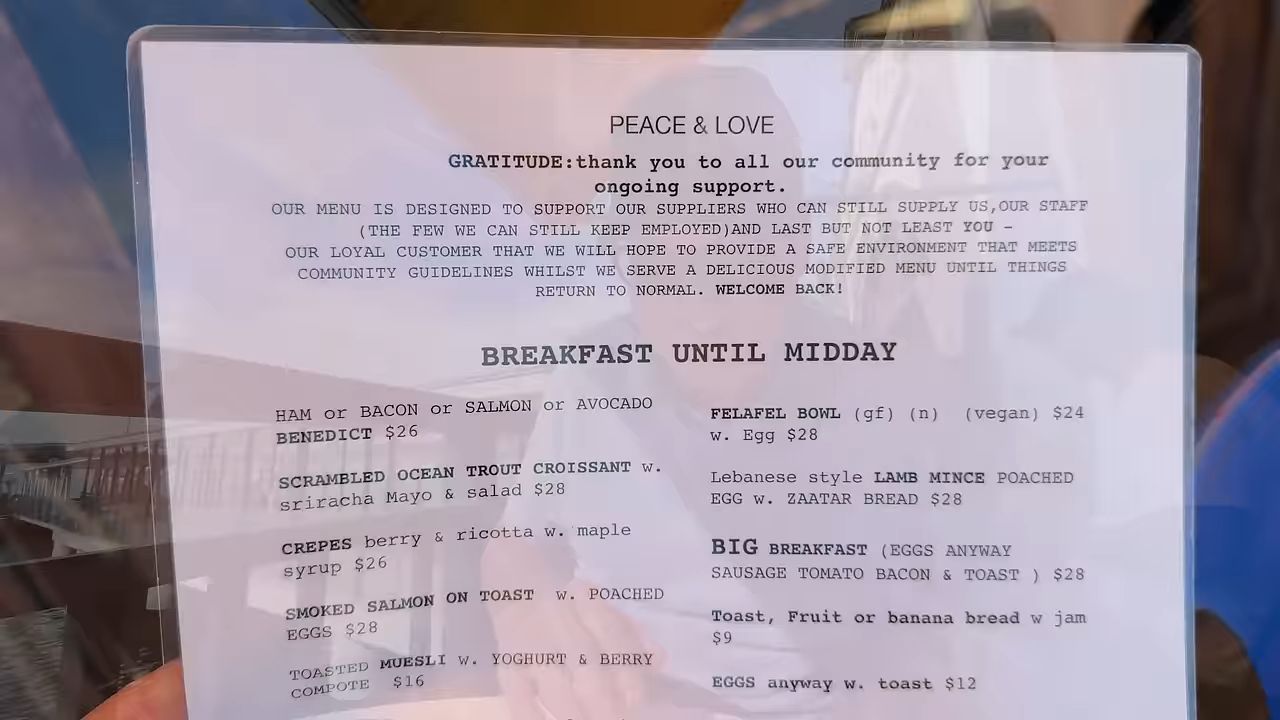 PEACE & LOVE
GRATITUDE:thank you to all our community for your
ongoing support.
OUR MENU IS DESIGNED TO SUPPORT OUR SUPPLIERS WHO CAN STILL SUPPLY US,OUR STAFF
(THE FEW WE CAN STILL KEEP EMPLOYED)AND LAST BUT NOT LEAST YOU –
OUR LOYAL CUSTOMER THAT WE WILL HOPE TO PROVIDE A SAFE ENVIRONMENT THAT MEETS
COMMUNITY GUIDELINES WHILST WE SERVE A DELICIOUS MODIFIED MENU UNTIL THINGS
RETURN TO NORMAL. WELCOME BACK!
BREAKFAST UNTIL MIDDAY
HAM or BACON or SALMON or AVOCADO
BENEDICT $26
SCRAMBLED OCEAN TROUT CROISSANT w.
sriracha Mayo & salad $28
CREPES berry & ricotta w. maple
syrup $26
SMOKED SALMON ON TOAST w. POACHED
EGGS $28
TOASTED MUESLI w. YOGHURT & BERRY
COMPOTE $16
FELAFEL BOWL (gf) (n) (vegan) $24
w. Egg $28
Lebanese style LAMB MINCE POACHED
EGG w. ZAATAR BREAD $28
BIG BREAKFAST (EGGS ANYWAY
SAUSAGE TOMATO BACON & TOAST ) $28
Toast, Fruit or banana bread w jam
$9
EGGS anyway w. toast $12